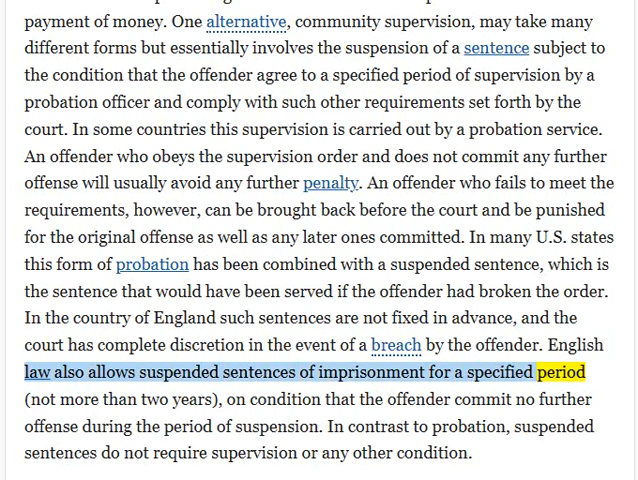 payment of money. One alternative, community supervision, may take many
different forms but essentially involves the suspension of a sentence subject to
the condition that the offender agree to a specified period of supervision by a
probation officer and comply with such other requirements set forth by the
court. In some countries this supervision is carried out by a probation service.
An offender who obeys the supervision order and does not commit any further
offense will usually avoid any further penalty. An offender who fails to meet the
requirements, however, can be brought back before the court and be punished
for the original offense as well as any later ones committed. In many U.S. states
this form of probation has been combined with a suspended sentence, which is
the sentence that would have been served if the offender had broken the order.
In the country of England such sentences are not fixed in advance, and the
court has complete discretion in the event of a breach by the offender. English
law also allows suspended sentences of imprisonment for a specified period
(not more than two years), on condition that the offender commit no further
offense during the period of suspension. In contrast to probation, suspended
sentences do not require supervision or any other condition.